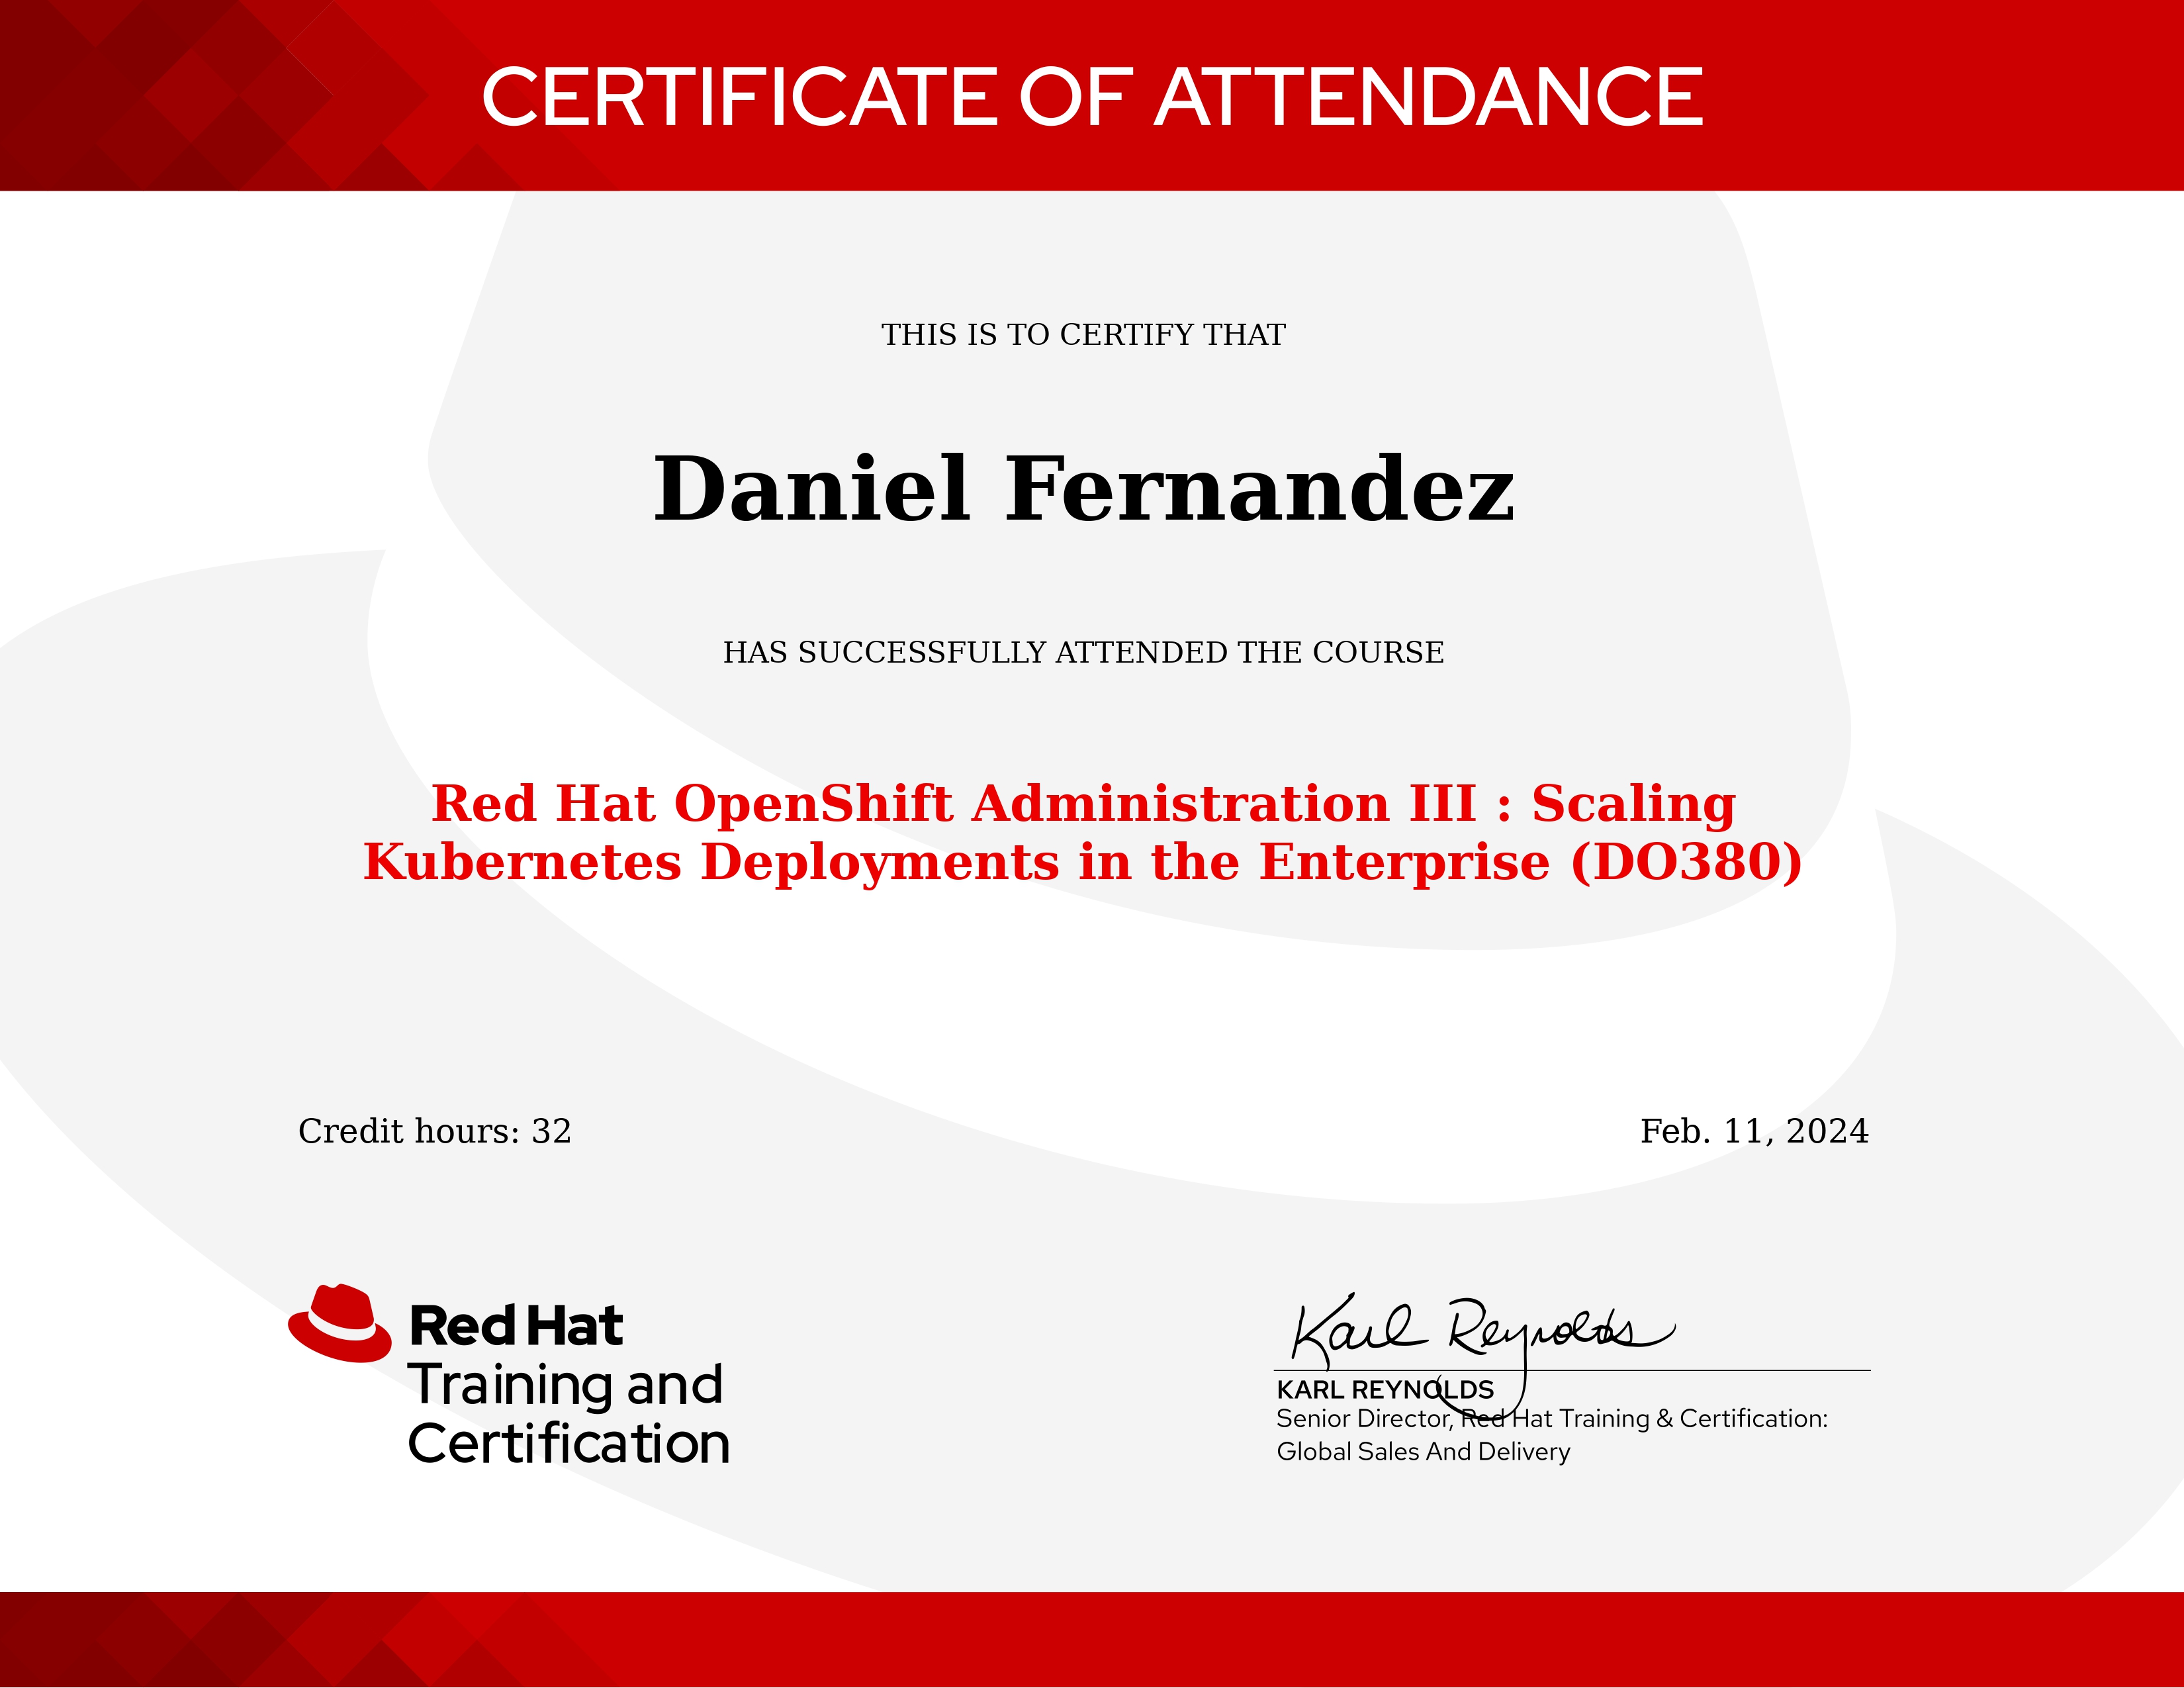 CERTIFICATE OF ATTENDANCE
THIS IS TO CERTIFY THAT
Daniel Fernandez
HAS SUCCESSFULLY ATTENDED THE COURSE
Red Hat OpenShift Administration III : Scaling
Kubernetes Deployments in the Enterprise (DO380)
Credit hours: 32
Feb. 11, 2024
Red Hat
Training and
Certification
Karl Reynolds
KARL REYNOLDS
Senior Director, Red Hat Training & Certification:
Global Sales And Delivery